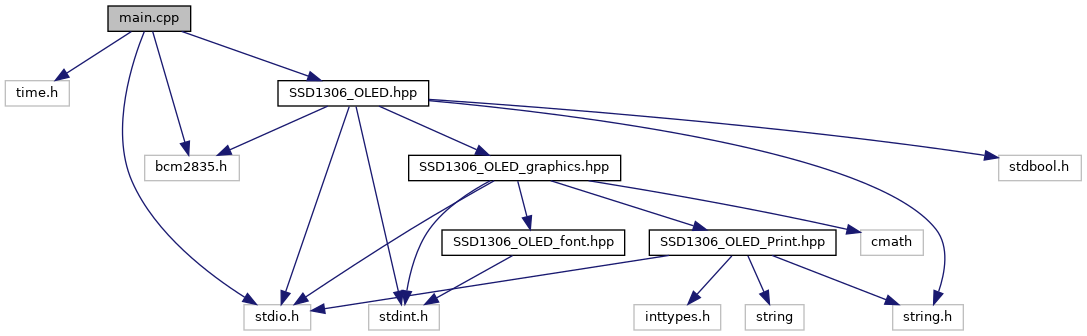 main.cpp
time.h
SSD1306_OLED.hpp
bcm2835.h
SSD1306_OLED_graphics.hpp
stdbool.h
SSD1306_OLED_font.hpp
SSD1306_OLED_Print.hpp
cmath
stdio.h
stdint.h
inttypes.h
string
string.h